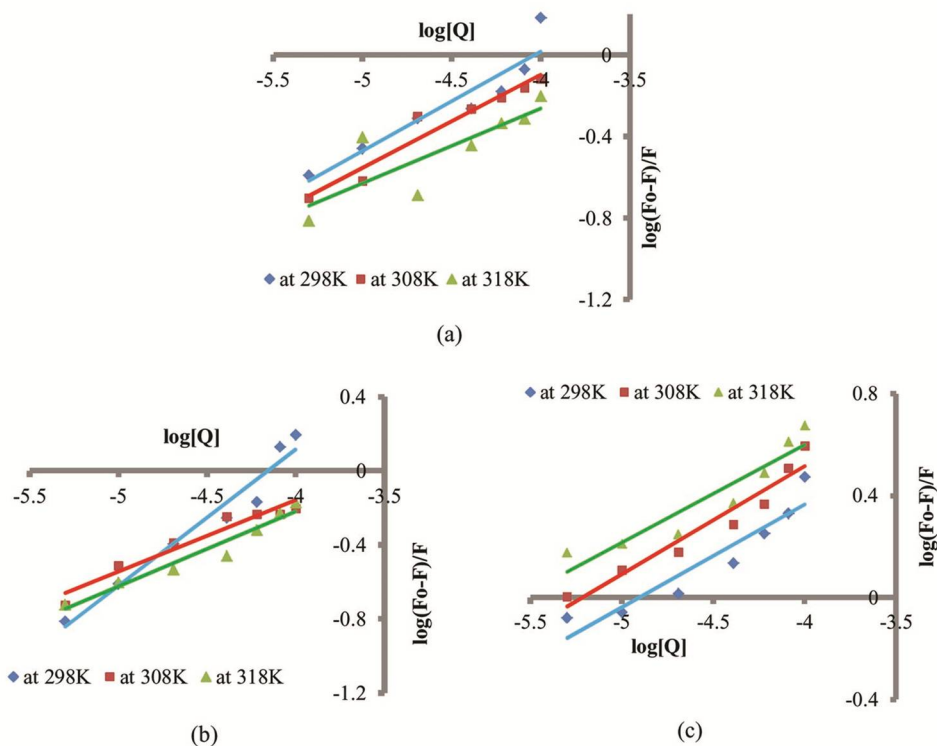 log[Q]
0
-5.5 -5 -4.5 -4 -3.5
-0.4
-0.8
-1.2
log(Fo-F)/F
at 298K at 308K at 318K
(a)
0.4
log[Q]
0
-5.5 -5 -4.5 -4 -3.5
-0.4
-0.8
-1.2
log(Fo-F)/F
at 298K at 308K at 318K
(b)
at 298K at 308K at 318K
0.8
0.4
0
-5.5 -5 -4.5 -4 -3.5
log[Q]
-0.4
log(Fo-F)/F
(c)